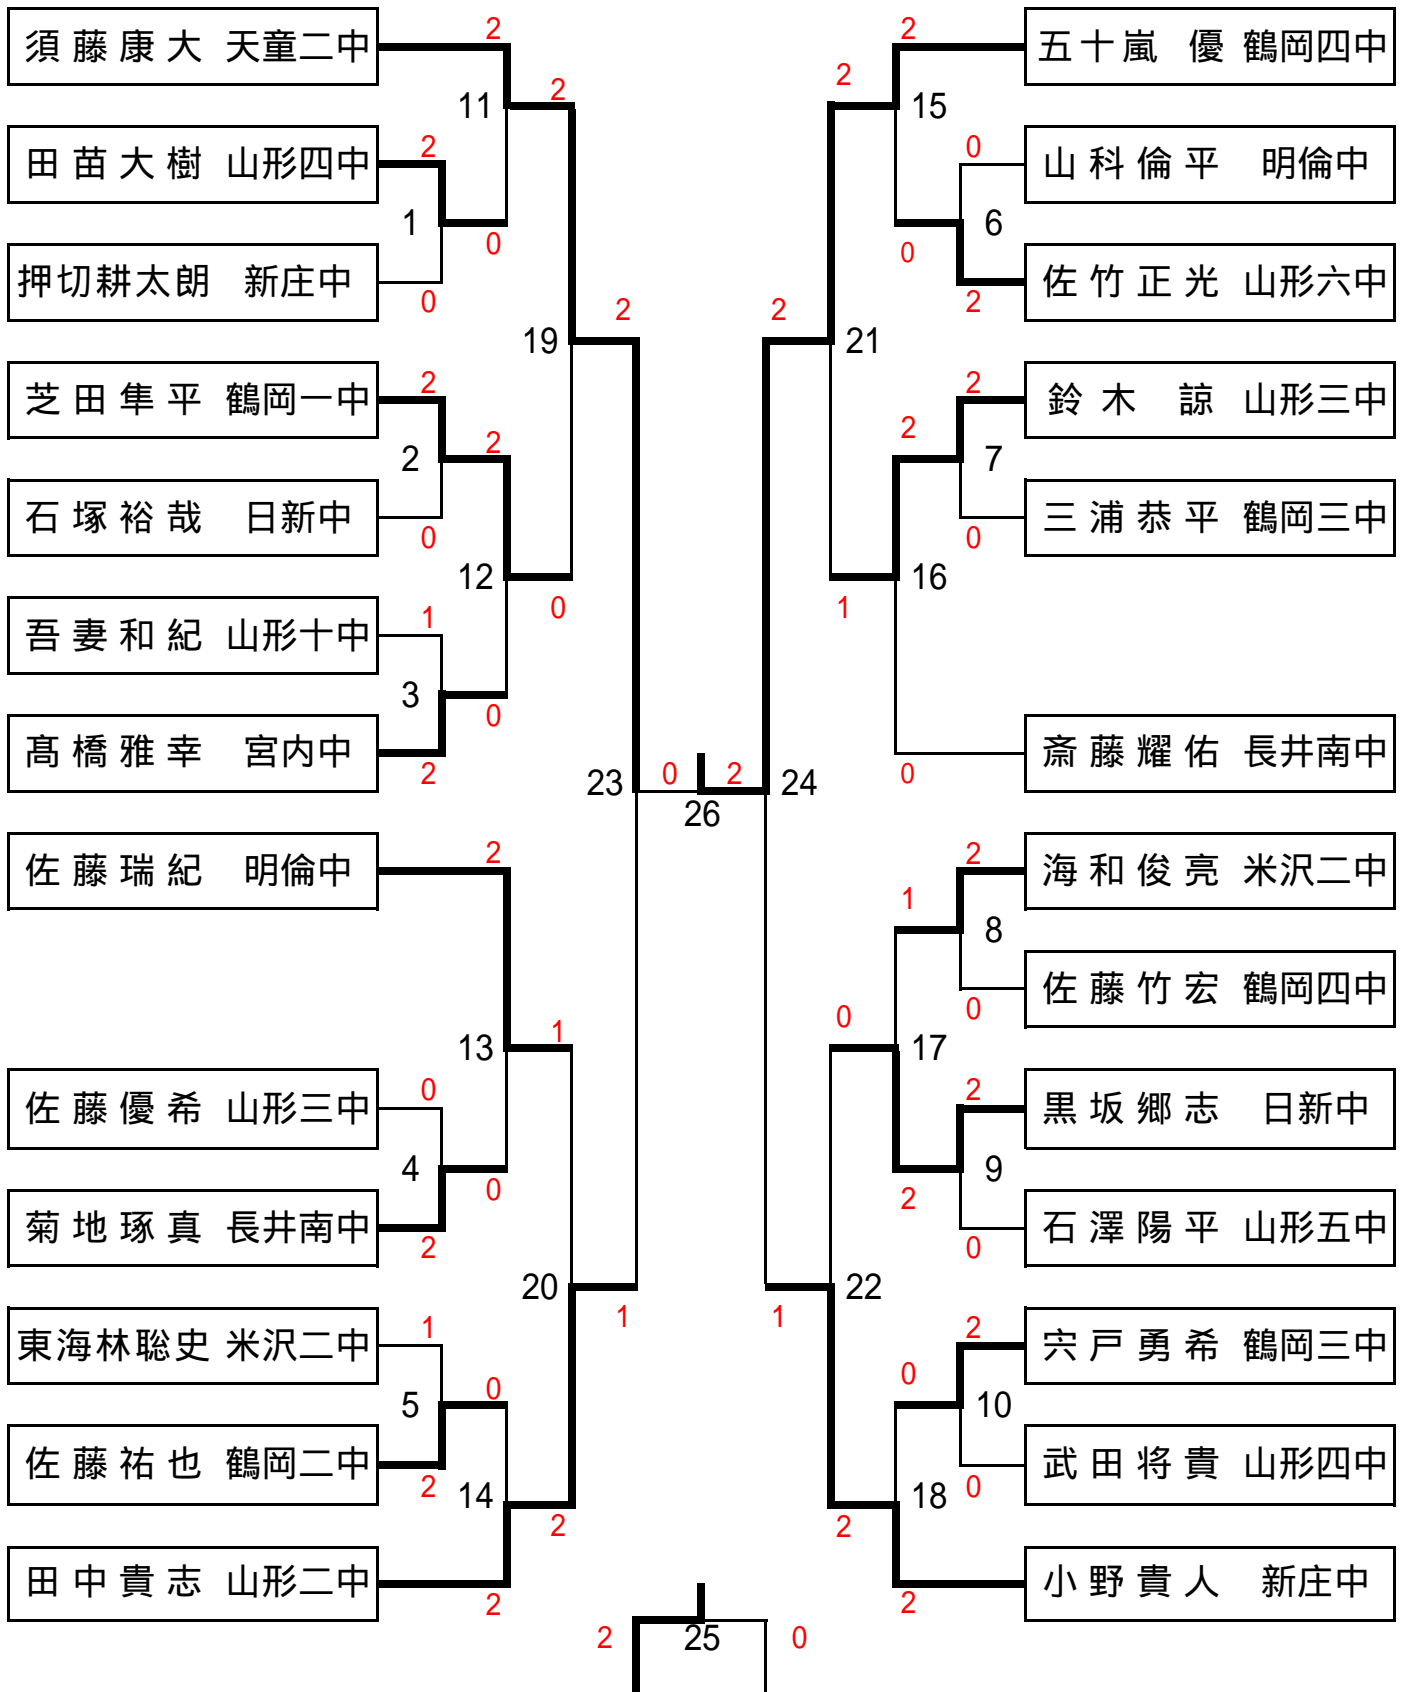 2 2
須藤康大 天童二中 五十嵐 優 鶴岡四中
2 2
11 15
2 0
田苗大樹 山形四中 山科倫平 明倫中
1 6
0 0
押切耕太朗 新庄中 佐竹正光 山形六中
0 2
2 2
19 21
2 2
芝田隼平 鶴岡一中 鈴木 諒 山形三中
2 2
2 7
石塚裕哉 日新中 三浦恭平 鶴岡三中
0 0
12 16
0 1
1
吾妻和紀 山形十中
3
0
髙橋雅幸 宮内中 斎藤耀佑 長井南中
2 0
23 0 2 24
26
2 2
佐藤瑞紀 明倫中 海和俊亮 米沢二中
1
8
佐藤竹宏 鶴岡四中
0
1 0
13 17
0 2
佐藤優希 山形三中 黒坂郷志 日新中
4 9
0 2
菊地琢真 長井南中 石澤陽平 山形五中
2 0
20 22
1 1
1 2
東海林聡史 米沢二中 宍戸勇希 鶴岡三中
0 0
5 10
佐藤祐也 鶴岡二中 武田将貴 山形四中
2 0
14 18
2 2
田中貴志 山形二中 小野貴人 新庄中
2 2
2 25 0